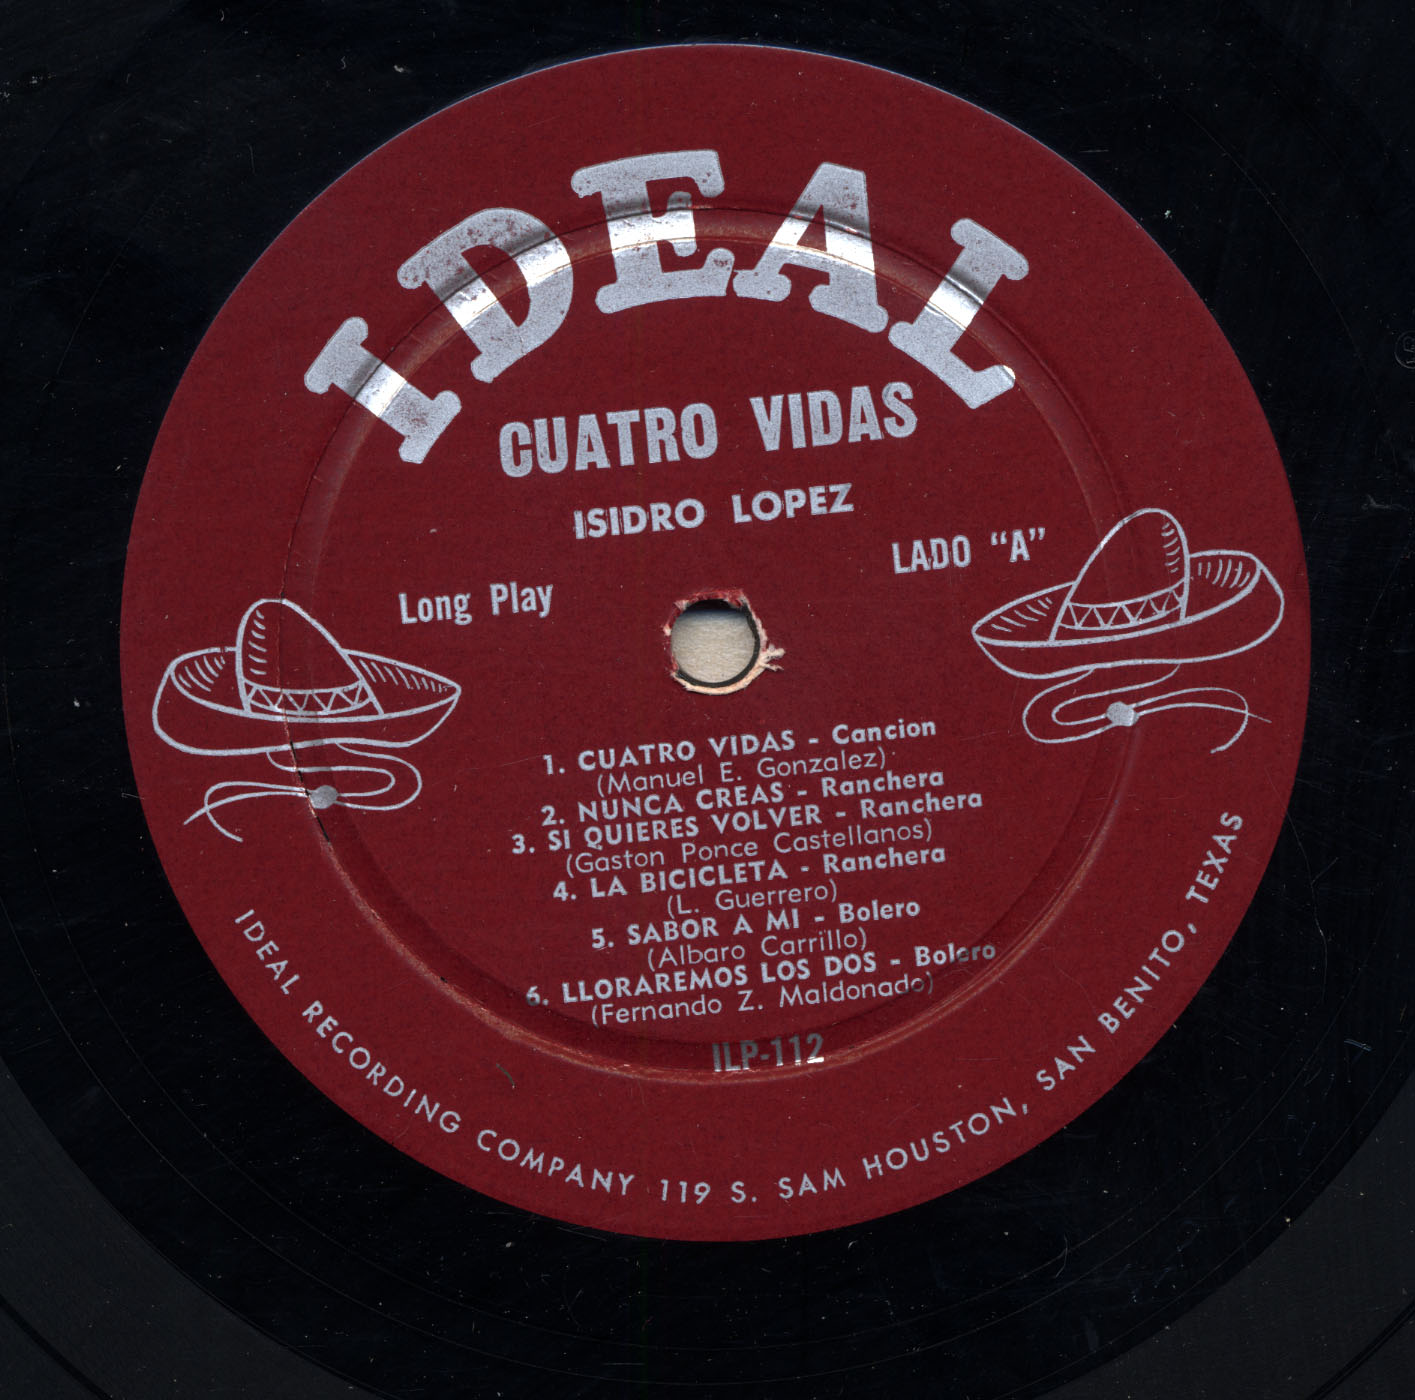 IDEAL
CUATRO VIDAS
ISIDRO LOPEZ
LADO “A”
Long Play
1. CUATRO VIDAS - Cancion
(Manuel E. Gonzalez)
2. NUNCA CREAS - Ranchera
3. SI QUIERES VOLVER - Ranchera
(Gaston Ponce Castellanos)
4. LA BICICLETA - Ranchera
(L. Guerrero)
5. SABOR A MI - Bolero
(Albaro Carrillo)
6. LLORAREMOS LOS DOS - Bolero
(Fernando Z. Maldonado)
ILP-112
IDEAL RECORDING COMPANY 119 S. SAM HOUSTON, SAN BENITO, TEXAS